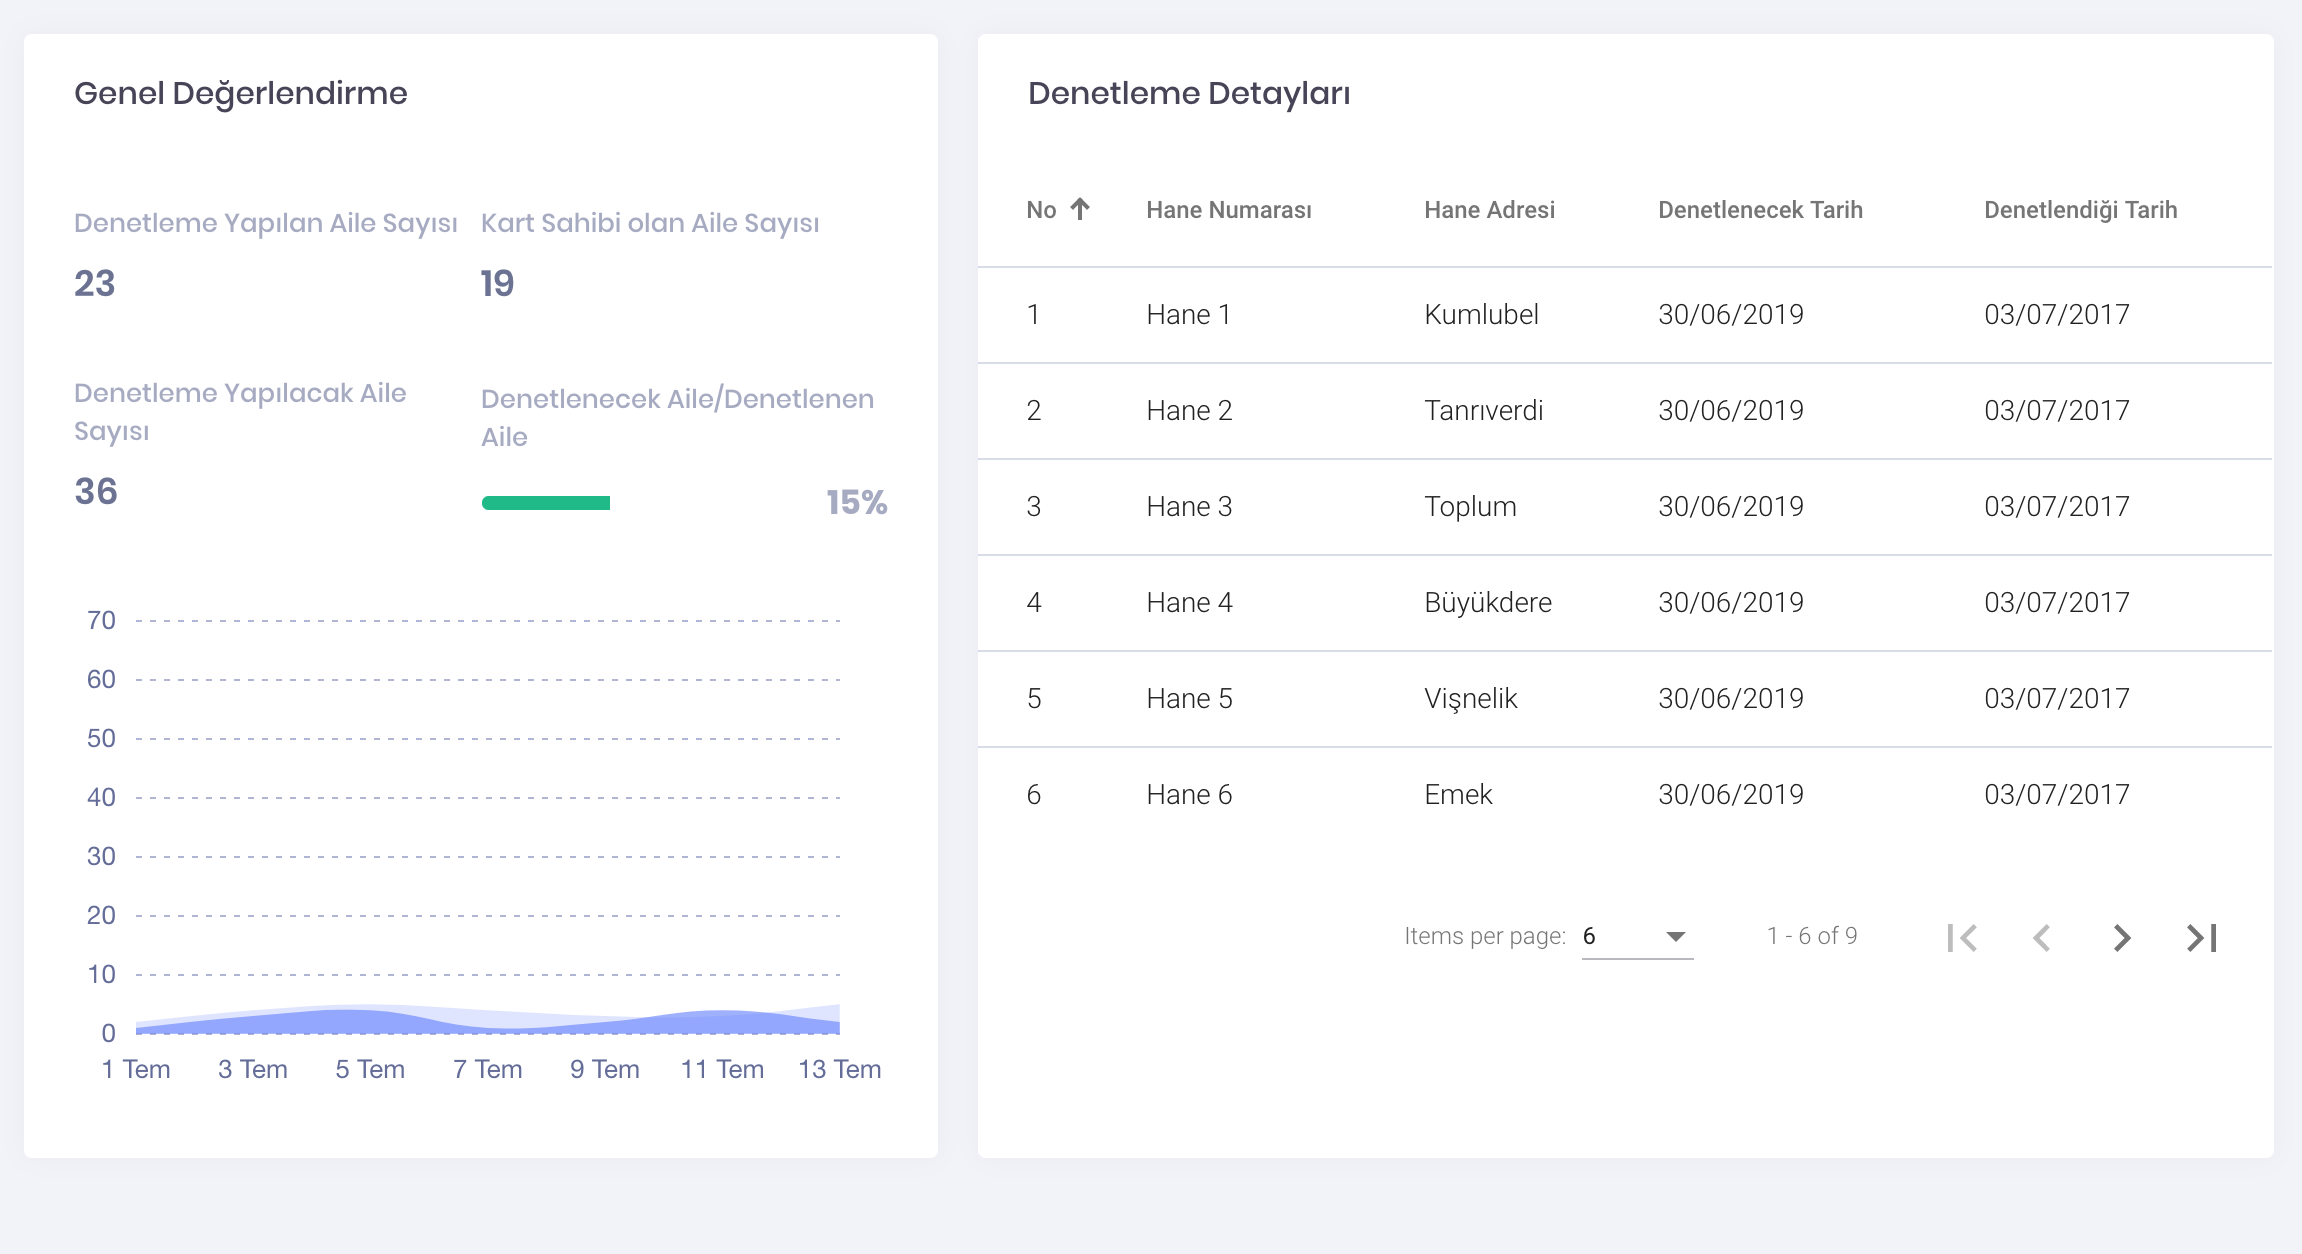 Genel Değerlendirme
Denetleme Yapılan Aile Sayısı
23
Kart Sahibi olan Aile Sayısı
19
Denetleme Yapılacak Aile
Sayısı
36
Denetlenecek Aile/Denetlenen
Aile
15%
70
60
50
40
30
20
10
0
1 Tem 3 Tem 5 Tem 7 Tem 9 Tem 11 Tem 13 Tem
Denetleme Detayları
No Hane Numarası Hane Adresi Denetlenecek Tarih Denetlendiği Tarih
1 Hane 1 Kumlubel 30/06/2019 03/07/2017
2 Hane 2 Tanrıverdi 30/06/2019 03/07/2017
3 Hane 3 Toplum 30/06/2019 03/07/2017
4 Hane 4 Büyükdere 30/06/2019 03/07/2017
5 Hane 5 Vişnelik 30/06/2019 03/07/2017
6 Hane 6 Emek 30/06/2019 03/07/2017
Items per page: 6 1 - 6 of 9